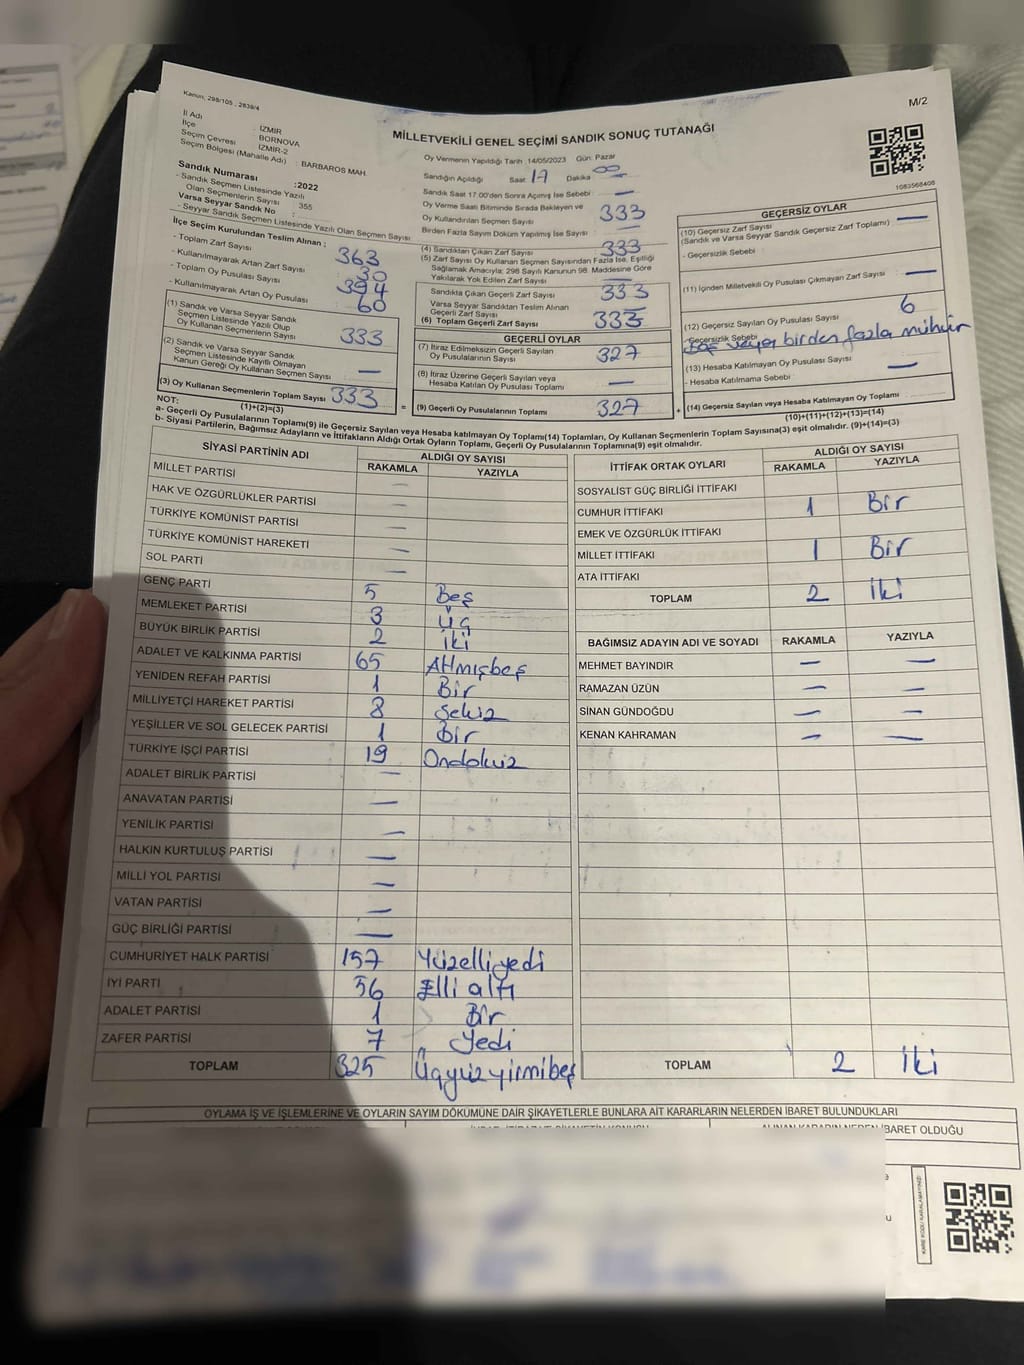 Kanun, 298/105 , 2839/4
M/2
MİLLETVEKİLİ GENEL SEÇİMİ SANDIK SONUÇ TUTANAĞI
İl Adı : İZMİR
İlçe : BORNOVA
Seçim Çevresi : İZMİR-2
Seçim Bölgesi (Mahalle Adı) : BARBAROS MAH.
Sandık Numarası : 2022
- Sandık Seçmen Listesinde Yazılı
Olan Seçmenlerin Sayısı : 355
Varsa Seyyar Sandık No :
- Seyyar Sandık Seçmen Listesinde Yazılı Olan Seçmen Sayısı :
Oy Vermenin Yapıldığı Tarih :14/05/2023 Gün: Pazar
Sandığın Açıldığı Saat 17 Dakika
Sandık Saat 17.00'den Sonra Açılmış İse Sebebi : —
Oy Verme Saati Bitiminde Sırada Bekleyen ve
Oy Kullandırılan Seçmen Sayısı 333
Birden Fazla Sayım Döküm Yapılmış İse Sayısı : —
1083568408
İlçe Seçim Kurulundan Teslim Alınan ;
- Toplam Zarf Sayısı : 363
- Kullanılmayarak Artan Zarf Sayısı : 30
- Toplam Oy Pusulası Sayısı : 394
- Kullanılmayarak Artan Oy Pusulası 60
(1) Sandık ve Varsa Seyyar Sandık
Seçmen Listesinde Yazılı Olup
Oy Kullanan Seçmenlerin Sayısı : 333
(2) Sandık ve Varsa Seyyar Sandık
Seçmen Listesinde Kayıtlı Olmayan
Kanun Gereği Oy Kullanan Seçmen Sayısı : —
(3) Oy Kullanan Seçmenlerin Toplam Sayısı 333
(1)+(2)=(3)
(4) Sandıktan Çıkan Zarf Sayısı : 333
(5) Zarf Sayısı Oy Kullanan Seçmen Sayısından Fazla İse, Eşitliği
Sağlamak Amacıyla; 298 Sayılı Kanunun 98. Maddesine Göre
Yakılarak Yok Edilen Zarf Sayısı : —
Sandıkta Çıkan Geçerli Zarf Sayısı : 333
Varsa Seyyar Sandıktan Teslim Alınan
Geçerli Zarf Sayısı : —
(6) Toplam Geçerli Zarf Sayısı : 333
GEÇERLİ OYLAR
(7) İtiraz Edilmeksizin Geçerli Sayılan
Oy Pusulalarının Sayısı : 327
(8) İtiraz Üzerine Geçerli Sayılan veya
Hesaba Katılan Oy Pusulası Toplamı : —
(9) Geçerli Oy Pusulalarının Toplamı 327
GEÇERSİZ OYLAR
(10) Geçersiz Zarf Sayısı : —
(Sandık ve Varsa Seyyar Sandık Geçersiz Zarf Toplamı)
- Geçersizlik Sebebi :
(11) İçinden Milletvekili Oy Pusulası Çıkmayan Zarf Sayısı : —
(12) Geçersiz Sayılan Oy Pusulası Sayısı : 6
- Geçersizlik Sebebi : veya birden fazla mühür
(13) Hesaba Katılmayan Oy Pusulası Sayısı : —
- Hesaba Katılmama Sebebi :
(14) Geçersiz Sayılan veya Hesaba Katılmayan Oy Toplamı
(10)+(11)+(12)+(13)=(14)
NOT:
a- Geçerli Oy Pusulalarının Toplamı(9) ile Geçersiz Sayılan veya Hesaba katılmayan Oy Toplamı(14) Toplamları, Oy Kullanan Seçmenlerin Toplam Sayısına(3) eşit olmalıdır. (9)+(14)=(3)
b- Siyasi Partilerin, Bağımsız Adayların ve İttifakların Aldığı Ortak Oyların Toplamı, Geçerli Oy Pusulalarının Toplamına(9) eşit olmalıdır.
SİYASİ PARTİNİN ADI ALDIĞI OY SAYISI
RAKAMLA YAZIYLA
MİLLET PARTİSİ —
HAK VE ÖZGÜRLÜKLER PARTİSİ —
TÜRKİYE KOMÜNİST PARTİSİ —
TÜRKİYE KOMÜNİST HAREKETİ —
SOL PARTİ —
GENÇ PARTİ 5 Beş
MEMLEKET PARTİSİ 3 Üç
BÜYÜK BİRLİK PARTİSİ 2 İki
ADALET VE KALKINMA PARTİSİ 65 Atmışbeş
YENİDEN REFAH PARTİSİ 1 Bir
MİLLİYETÇİ HAREKET PARTİSİ 8 Sekiz
YEŞİLLER VE SOL GELECEK PARTİSİ 1 Bir
TÜRKİYE İŞÇİ PARTİSİ 19 Ondokuz
ADALET BİRLİK PARTİSİ —
ANAVATAN PARTİSİ —
YENİLİK PARTİSİ —
HALKIN KURTULUŞ PARTİSİ —
MİLLİ YOL PARTİSİ —
VATAN PARTİSİ —
GÜÇ BİRLİĞİ PARTİSİ —
CUMHURİYET HALK PARTİSİ 157 Yüzelliyedi
İYİ PARTİ 56 Elli altı
ADALET PARTİSİ 1 Bir
ZAFER PARTİSİ 7 Yedi
TOPLAM 325 Üçyüzyirmibeş
İTTİFAK ORTAK OYLARI ALDIĞI OY SAYISI
RAKAMLA YAZIYLA
SOSYALİST GÜÇ BİRLİĞİ İTTİFAKI
CUMHUR İTTİFAKI 1 Bir
EMEK VE ÖZGÜRLÜK İTTİFAKI
MİLLET İTTİFAKI 1 Bir
ATA İTTİFAKI
TOPLAM 2 İki
BAĞIMSIZ ADAYIN ADI VE SOYADI RAKAMLA YAZIYLA
MEHMET BAYINDIR — —
RAMAZAN ÜZÜN — —
SİNAN GÜNDOĞDU — —
KENAN KAHRAMAN — —
TOPLAM 2 İki
OYLAMA İŞ VE İŞLEMLERİNE VE OYLARIN SAYIM DÖKÜMÜNE DAİR ŞİKAYETLERLE BUNLARA AİT KARARLARIN NELERDEN İBARET BULUNDUKLARI
İBARET OLDUĞU